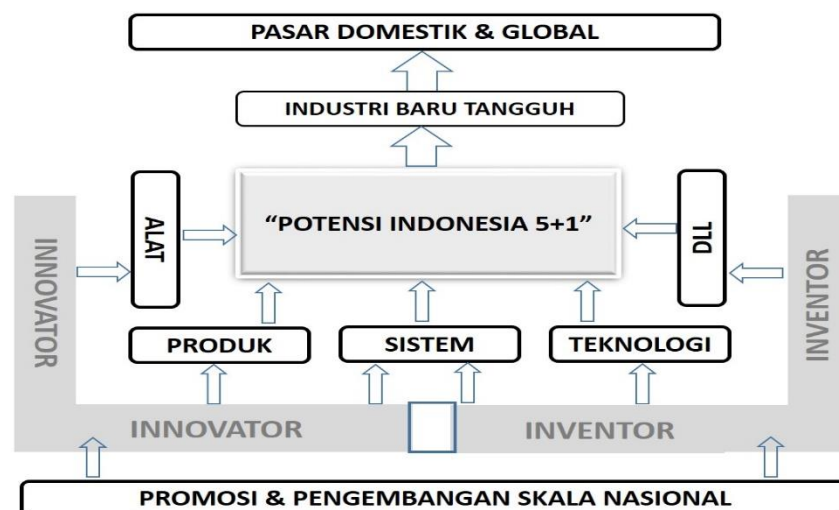 PASAR DOMESTIK & GLOBAL
INDUSTRI BARU TANGGUH
ALAT
“POTENSI INDONESIA 5+1”
DLL
INNOVATOR
INVENTOR
PRODUK
SISTEM
TEKNOLOGI
INNOVATOR
INVENTOR
PROMOSI & PENGEMBANGAN SKALA NASIONAL